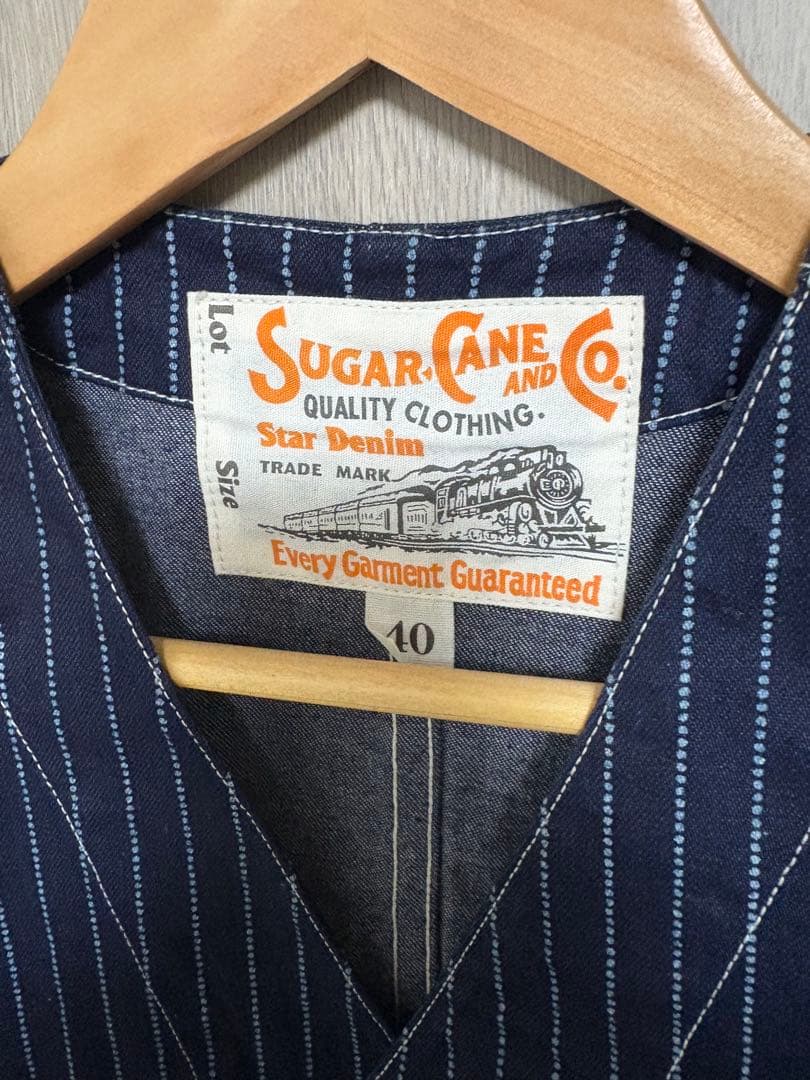 Lot
SUGAR CANE AND CO.
QUALITY CLOTHING.
Star Denim
TRADE MARK
Size
Every Garment Guaranteed
40